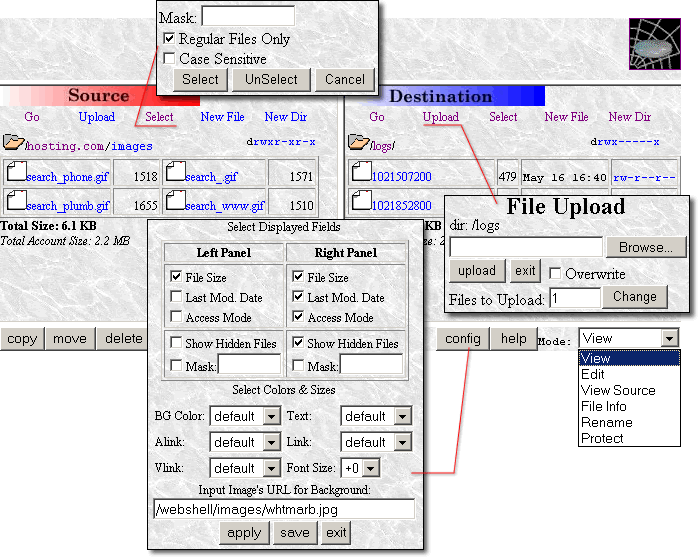 Mask:
Regular Files Only
Case Sensitive
Select UnSelect Cancel
Source
Go Upload Select New File New Dir
/hosting.com/images drwxr-xr-x
search_phone.gif 1518 search_.gif 1571
search_plumb.gif 1655 search_www.gif 1510
Total Size: 6.1 KB
Total Account Size: 2.2 MB
Destination
Go Upload Select New File New Dir
/logs/ drwx-----x
1021507200 479 May 16 16:40 rw-r--r--
1021852800
File Upload
dir: /logs
Browse...
upload exit Overwrite
Files to Upload: 1 Change
Select Displayed Fields
Left Panel Right Panel
File Size File Size
Last Mod. Date Last Mod. Date
Access Mode Access Mode
Show Hidden Files Show Hidden Files
Mask: Mask:
Select Colors & Sizes
BG Color: default Text: default
Alink: default Link: default
Vlink: default Font Size: +0
Input Image's URL for Background:
/webshell/images/whtmarb.jpg
apply save exit
copy move delete config help Mode: View
View
Edit
View Source
File Info
Rename
Protect